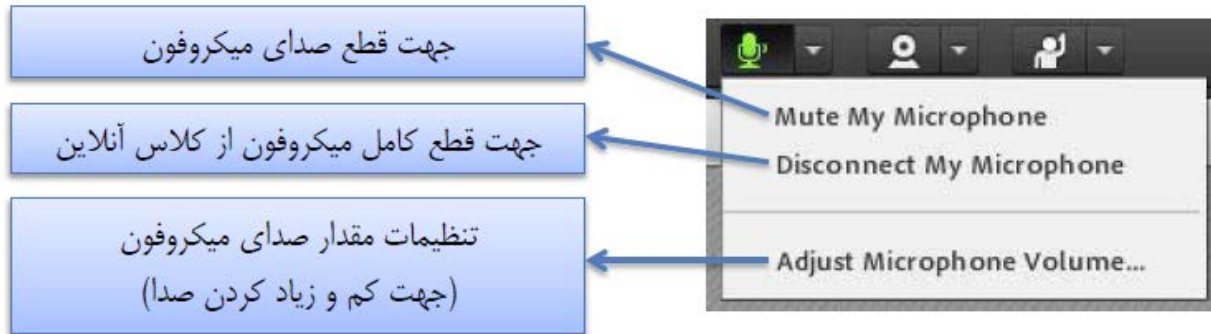 جهت قطع صدای میکروفون
جهت قطع کامل میکروفون از کلاس آنلاین
تنظیمات مقدار صدای میکروفون
(جهت کم و زیاد کردن صدا)
Mute My Microphone
Disconnect My Microphone
Adjust Microphone Volume...